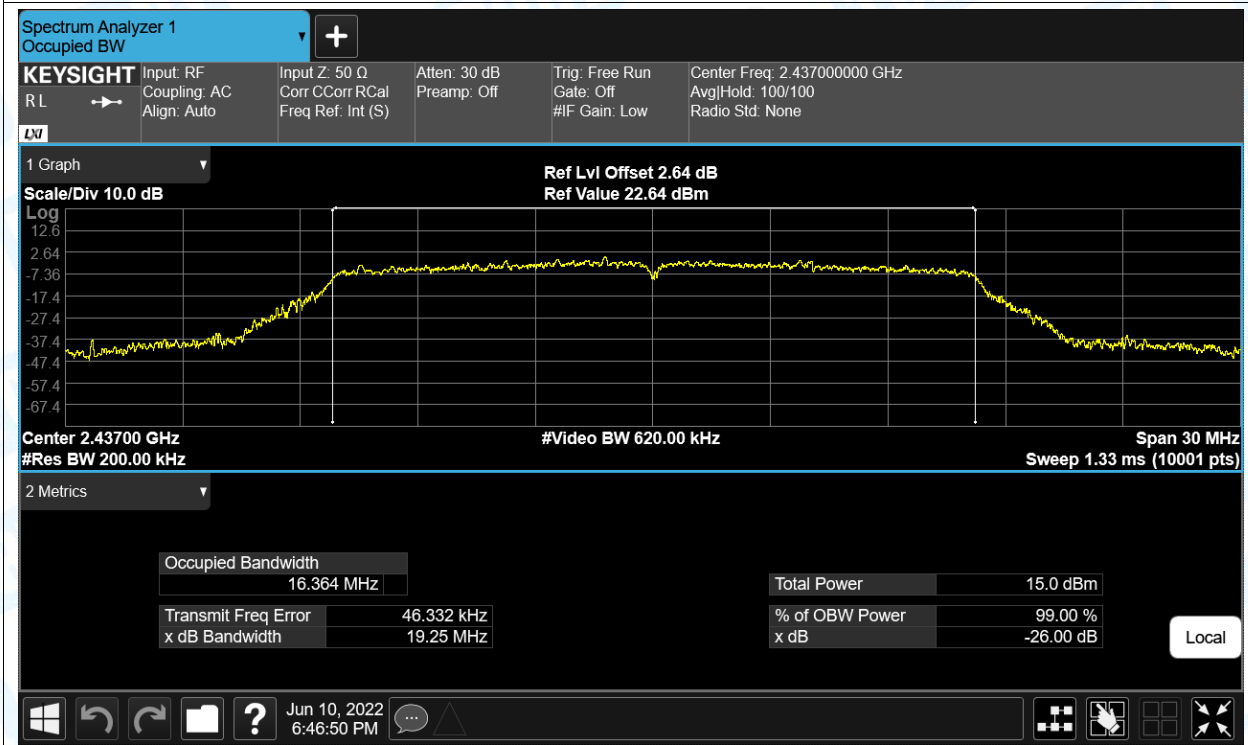 Spectrum Analyzer 1
Occupied BW
▼
+
KEYSIGHT
R L
LXI
Input: RF
Coupling: AC
Align: Auto
Input Z: 50 Ω
Corr CCorr RCal
Freq Ref: Int (S)
Atten: 30 dB
Preamp: Off
Trig: Free Run
Gate: Off
#IF Gain: Low
Center Freq: 2.437000000 GHz
Avg|Hold: 100/100
Radio Std: None
1 Graph
Scale/Div 10.0 dB
Ref Lvl Offset 2.64 dB
Ref Value 22.64 dBm
Log
12.6
2.64
-7.36
-17.4
-27.4
-37.4
-47.4
-57.4
-67.4
Center 2.43700 GHz
#Video BW 620.00 kHz
Span 30 MHz
#Res BW 200.00 kHz
Sweep 1.33 ms (10001 pts)
2 Metrics
Occupied Bandwidth
16.364 MHz
Total Power 15.0 dBm
Transmit Freq Error 46.332 kHz
% of OBW Power 99.00 %
x dB Bandwidth 19.25 MHz
x dB -26.00 dB
Local
?
Jun 10, 2022
6:46:50 PM